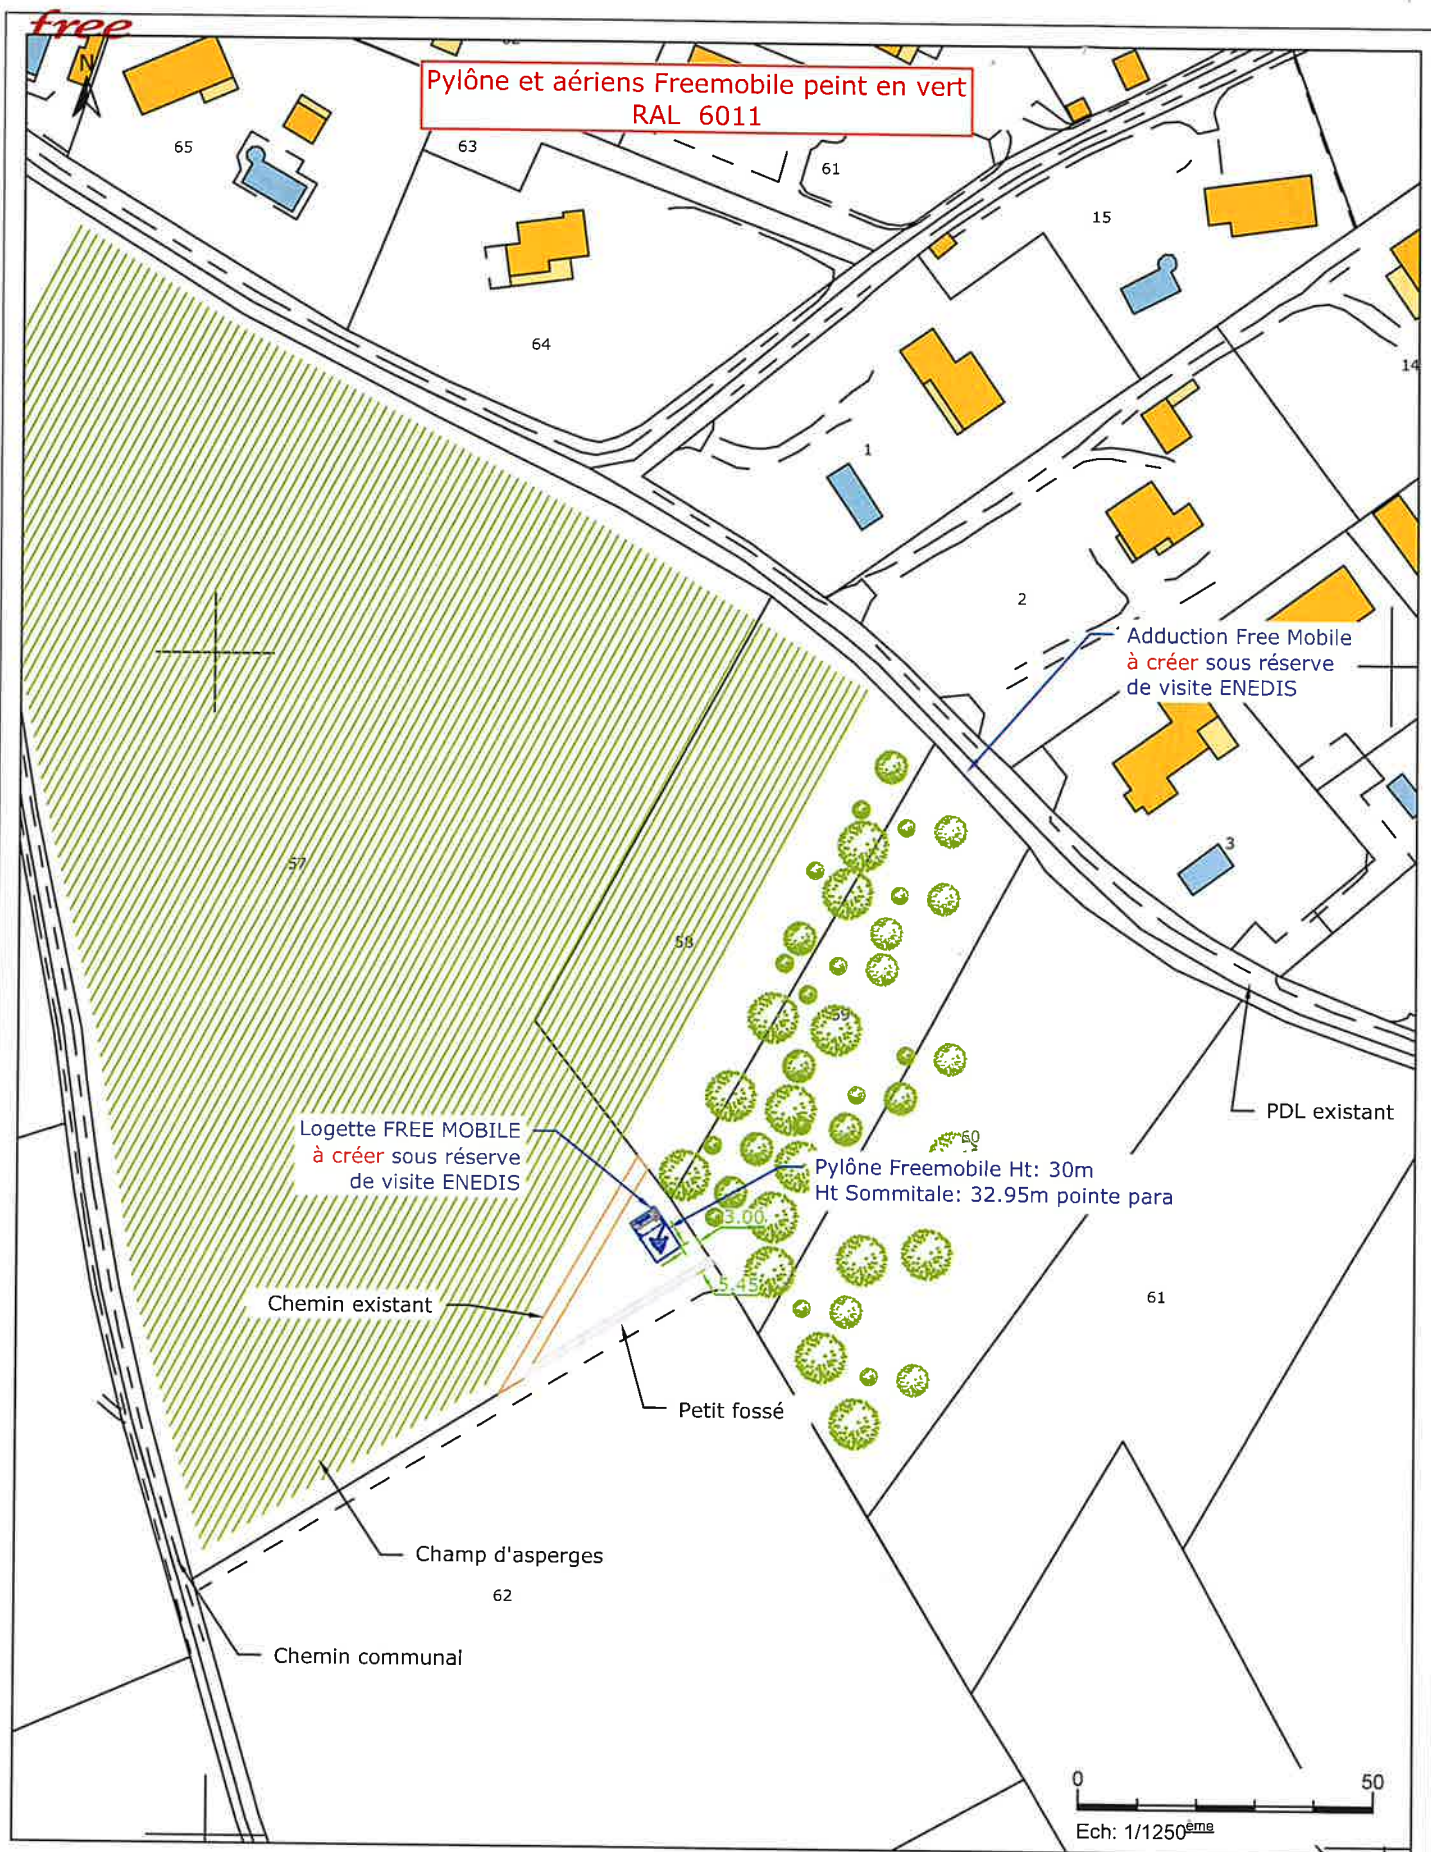 free
N
Pylône et aériens Freemobile peint en vert
RAL 6011
65
63
61
15
64
14
1
2
Adduction Free Mobile
à créer sous réserve
de visite ENEDIS
57
3
58
59
Logette FREE MOBILE
à créer sous réserve
de visite ENEDIS
PDL existant
60
Pylône Freemobile Ht: 30m
Ht Sommitale: 32.95m pointe para
3.00
5.45
Chemin existant
61
Petit fossé
Champ d'asperges
62
Chemin communal
0 50
Ech: 1/1250ème